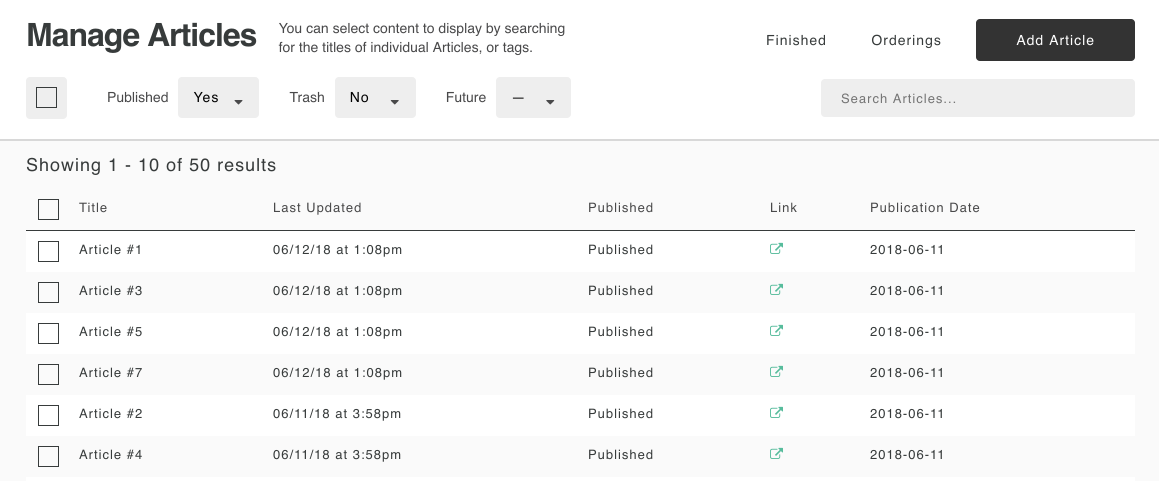 Manage Articles
You can select content to display by searching
for the titles of individual Articles, or tags.
Finished
Orderings
Add Article
Published Yes
Trash No
Future —
Search Articles...
Showing 1 - 10 of 50 results
Title Last Updated Published Link Publication Date
Article #1 06/12/18 at 1:08pm Published 2018-06-11
Article #3 06/12/18 at 1:08pm Published 2018-06-11
Article #5 06/12/18 at 1:08pm Published 2018-06-11
Article #7 06/12/18 at 1:08pm Published 2018-06-11
Article #2 06/11/18 at 3:58pm Published 2018-06-11
Article #4 06/11/18 at 3:58pm Published 2018-06-11